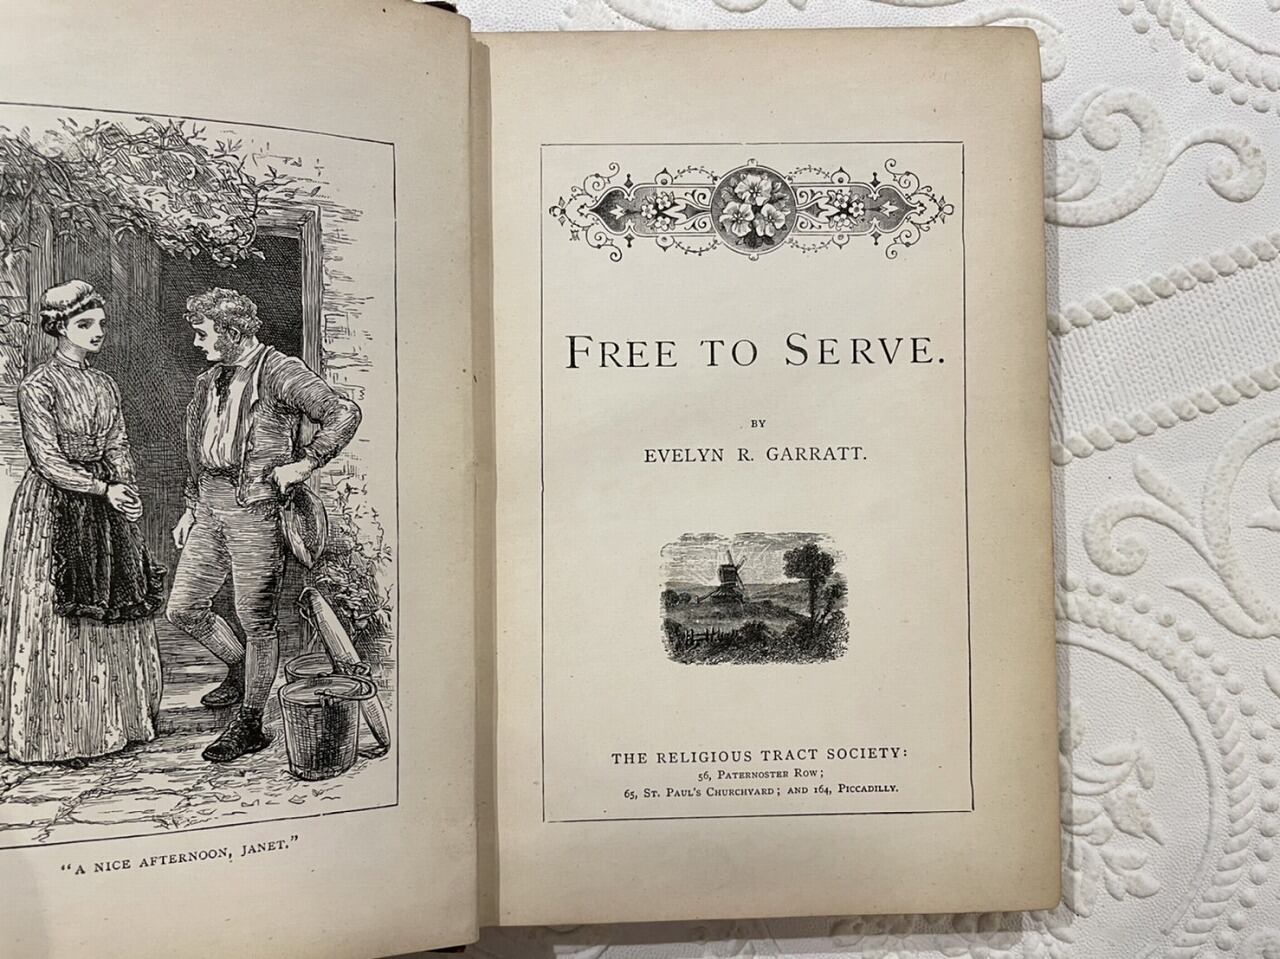 "A NICE AFTERNOON, JANET."
FREE TO SERVE.
BY
EVELYN R. GARRATT.
THE RELIGIOUS TRACT SOCIETY:
56, PATERNOSTER ROW;
65, ST. PAUL'S CHURCHYARD; AND 164, PICCADILLY.